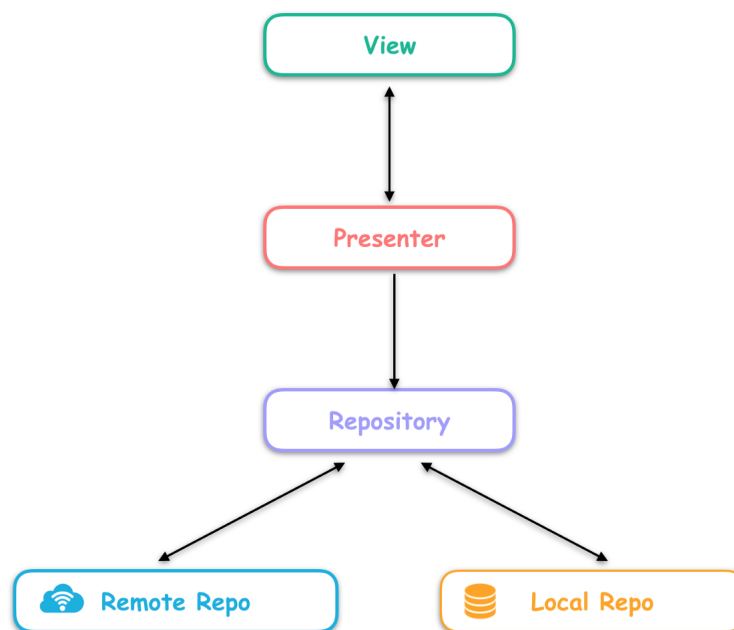 View
Presenter
Repository
Remote Repo
Local Repo